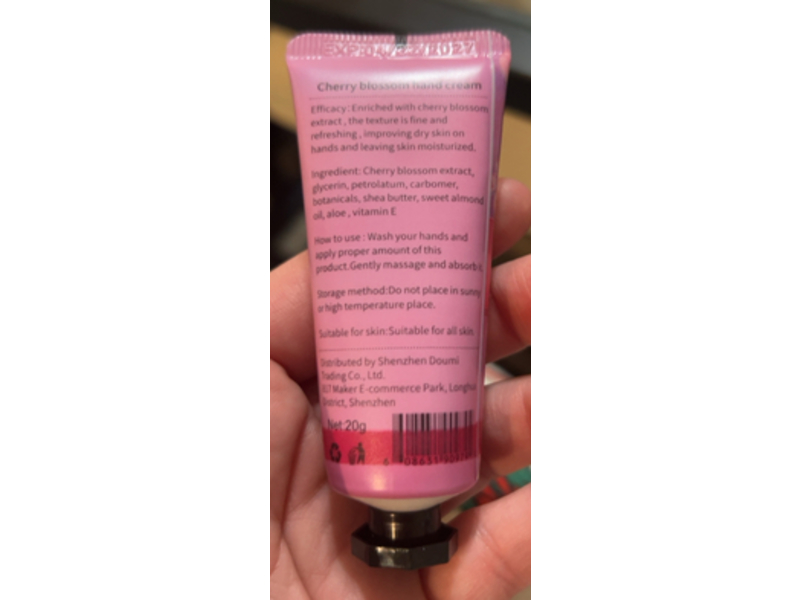 Cherry blossom hand cream
Efficacy:Enriched with cherry blossom
extract , the texture is fine and
refreshing , improving dry skin on
hands and leaving skin moisturized.
Ingredient: Cherry blossom extract,
glycerin, petrolatum, carbomer,
botanicals, shea butter, sweet almond
oil, aloe , vitamin E
How to use : Wash your hands and
apply proper amount of this
product.Gently massage and absorb it.
Storage method:Do not place in sunny
or high temperature place.
Suitable for skin:Suitable for all skin.
Distributed by Shenzhen Doumi
Trading Co., Ltd.
Maker E-commerce Park, Longhua
District, Shenzhen
Net:20g